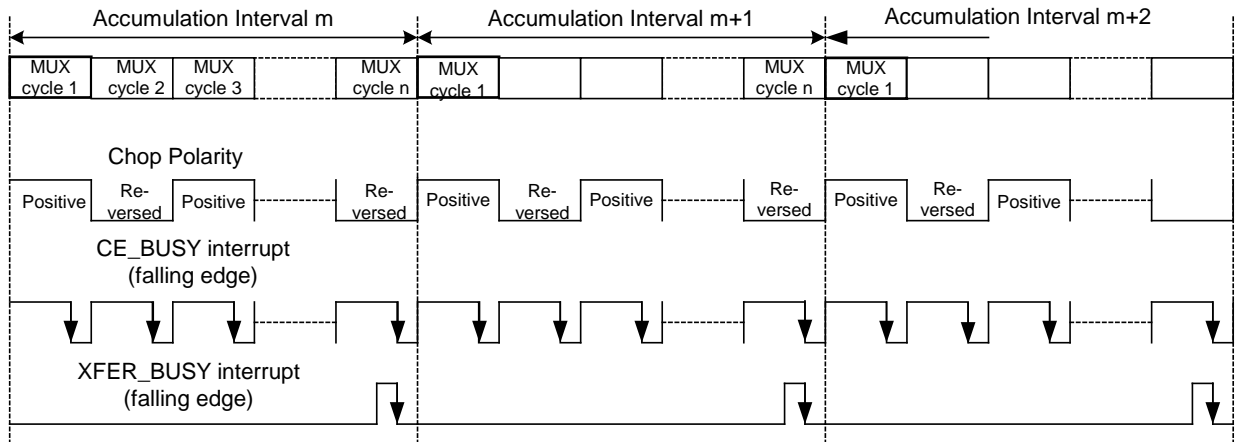 Accumulation Interval m
Accumulation Interval m+1
Accumulation Interval m+2
MUX
cycle 1
MUX
cycle 2
MUX
cycle 3
MUX
cycle n
MUX
cycle 1
MUX
cycle n
MUX
cycle 1
Chop Polarity
Positive
Re-
versed
Positive
Re-
versed
Positive
Re-
versed
Positive
Re-
versed
Positive
Re-
versed
Positive
CE_BUSY interrupt
(falling edge)
XFER_BUSY interrupt
(falling edge)